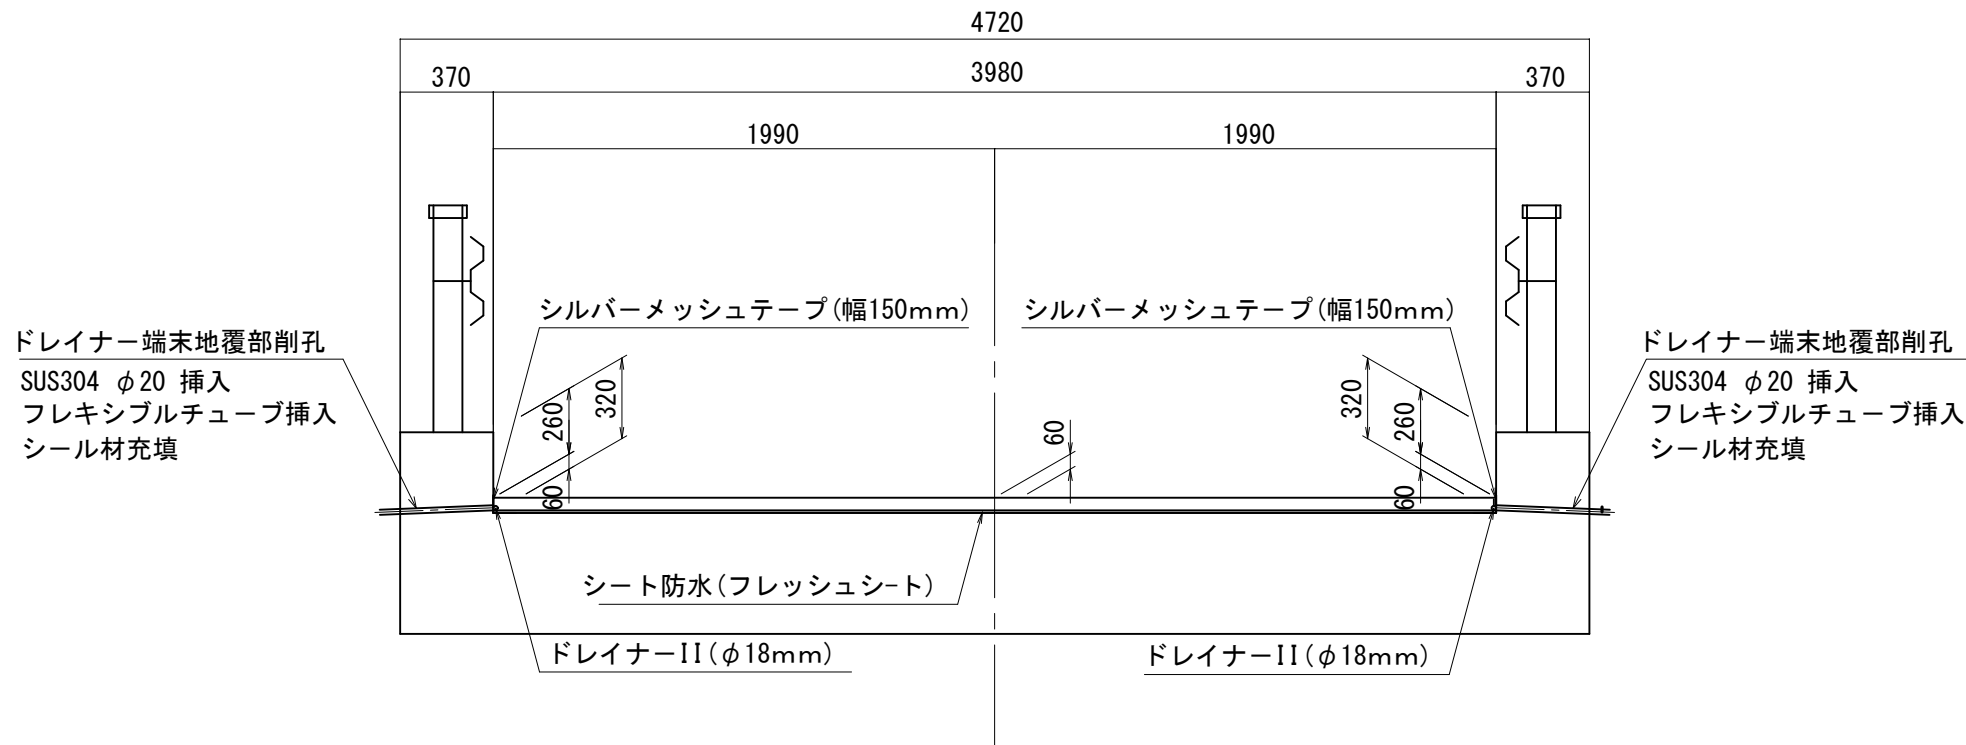 4720
370
3980
370
1990
1990
シルバーメッシュテープ(幅150mm)
シルバーメッシュテープ(幅150mm)
ドレイナー端末地覆部削孔
SUS304 φ20 挿入
フレキシブルチューブ挿入
シール材充填
ドレイナー端末地覆部削孔
SUS304 φ20 挿入
フレキシブルチューブ挿入
シール材充填
260
320
60
60
320
260
60
シート防水(フレッシュシート)
ドレイナーII(φ18mm)
ドレイナーII(φ18mm)